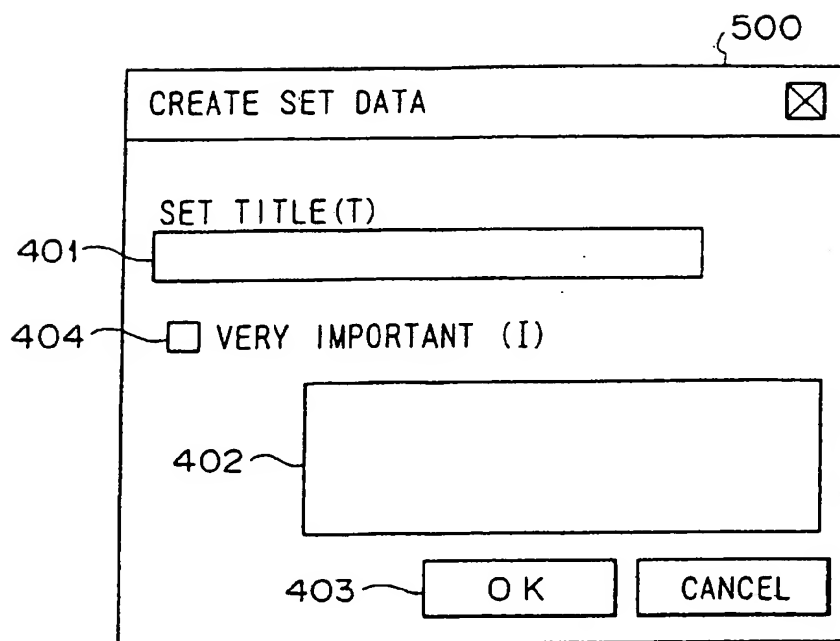 500
CREATE SET DATA
SET TITLE(T)
401
404 VERY IMPORTANT (I)
402
403 OK CANCEL